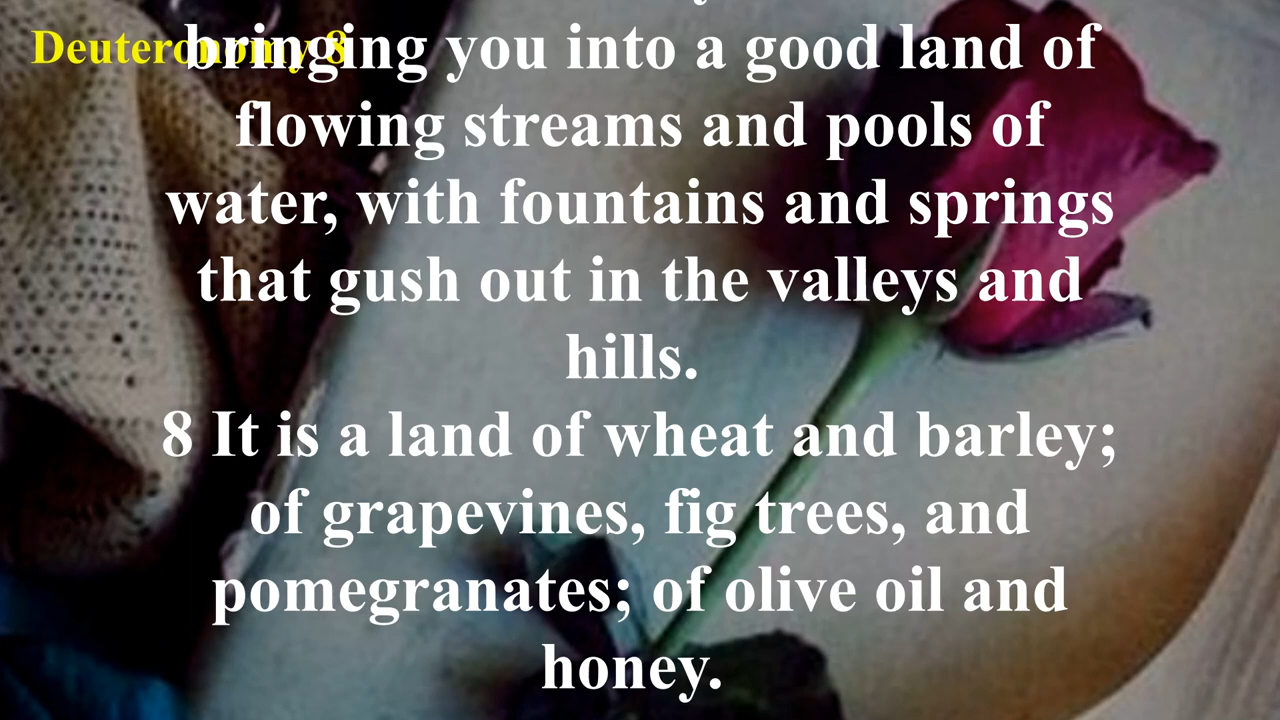 Deuteronomy 8
bringing you into a good land of
flowing streams and pools of
water, with fountains and springs
that gush out in the valleys and
hills.
8 It is a land of wheat and barley;
of grapevines, fig trees, and
pomegranates; of olive oil and
honey.